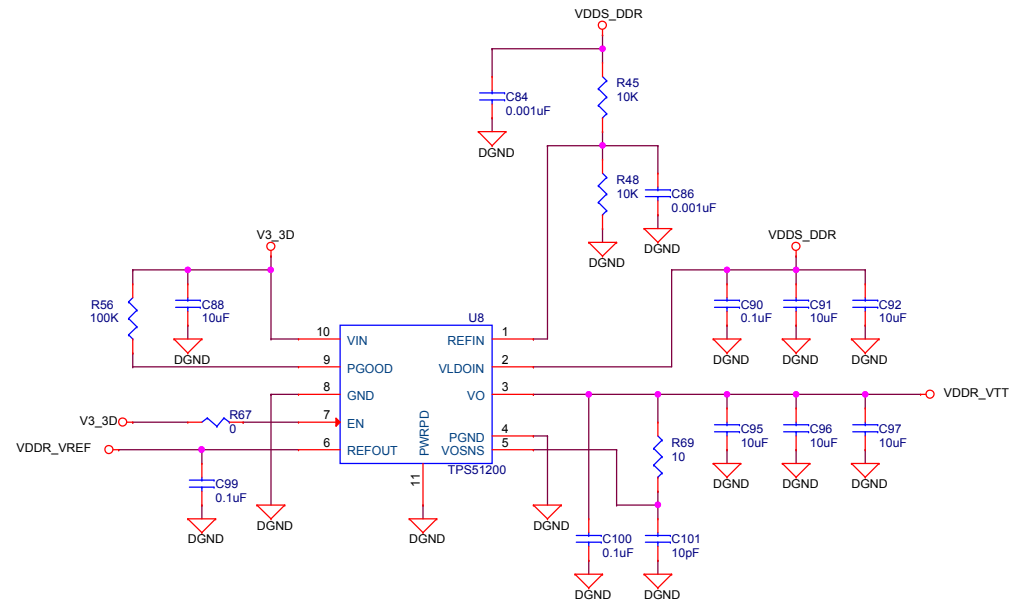 VDDS_DDR
R45
10K
C84
0.001uF
DGND
R48
10K
C86
0.001uF
DGND
DGND
V3_3D
VDDS_DDR
R56
100K
C88
10uF
DGND
C90
0.1uF
C91
10uF
C92
10uF
DGND
DGND
DGND
U8
10
VIN
REFIN
1
9
PGOOD
VLDOIN
2
8
GND
VO
3
VDDR_VTT
V3_3D
R67
0
7
EN
PWRPD
PGND
4
VDDR_VREF
6
REFOUT
VOSNS
5
TPS51200
11
R69
10
C95
10uF
C96
10uF
C97
10uF
DGND
DGND
DGND
C99
0.1uF
DGND
DGND
DGND
DGND
C100
0.1uF
C101
10pF
DGND
DGND